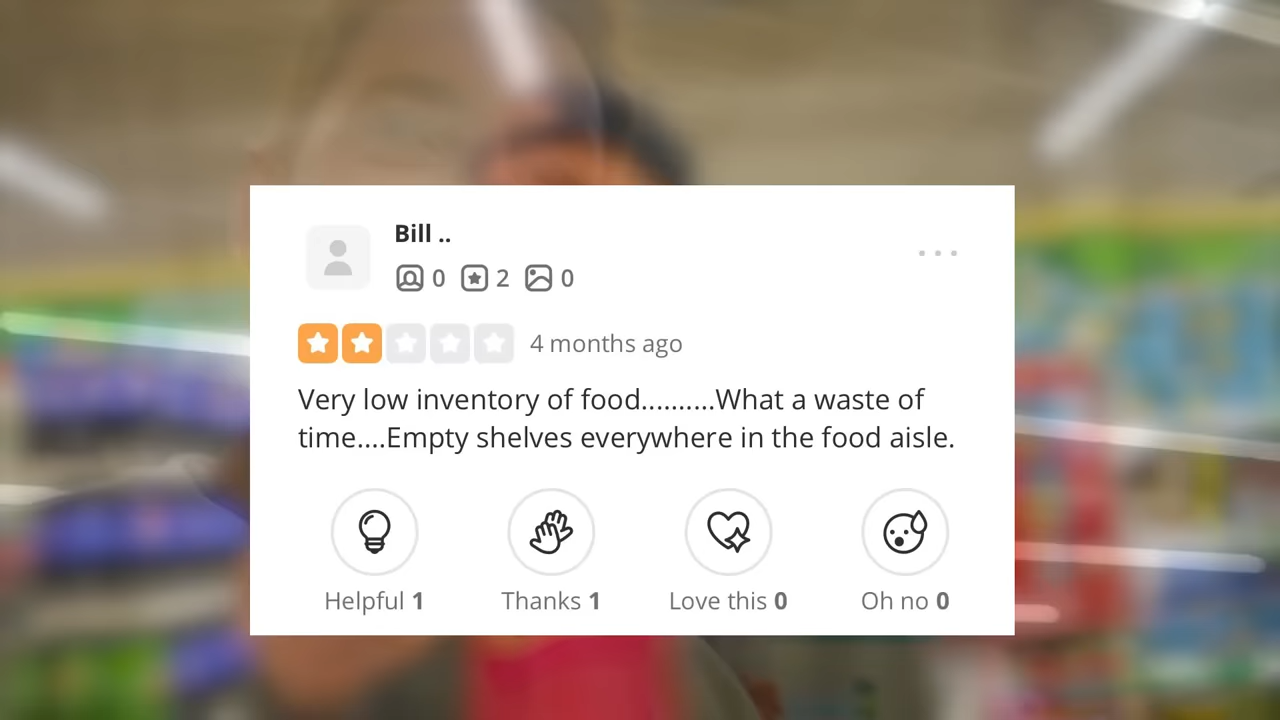 Bill ..
0 2 0
4 months ago
Very low inventory of food..........What a waste of
time....Empty shelves everywhere in the food aisle.
Helpful 1 Thanks 1 Love this 0 Oh no 0